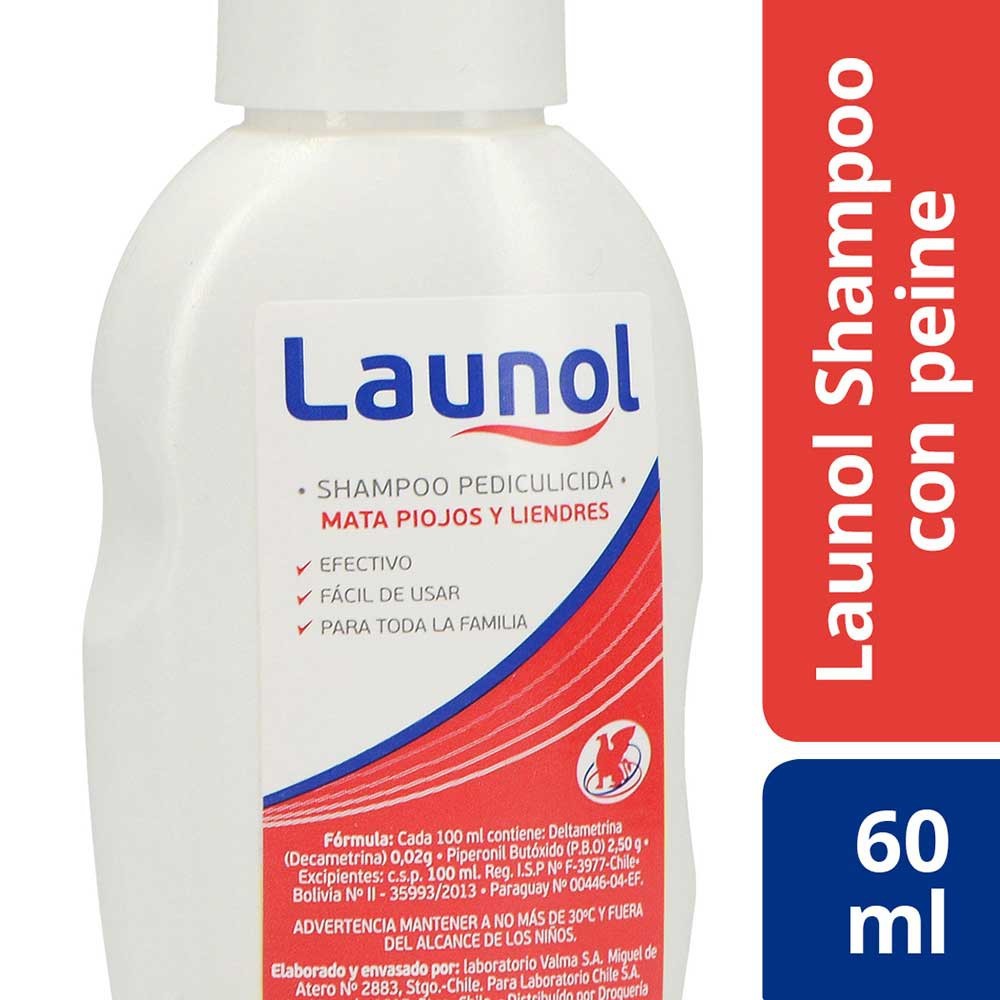 Launol
• SHAMPOO PEDICULICIDA •
MATA PIOJOS Y LIENDRES
✓ EFECTIVO
✓ FÁCIL DE USAR
✓ PARA TODA LA FAMILIA
Fórmula: Cada 100 ml contiene: Deltametrina
(Decametrina) 0,02g • Piperonil Butóxido (P.B.O) 2,50 g •
Excipientes: c.s.p. 100 ml. Reg. I.S.P Nº F-3977-Chile-
Bolivia Nº II - 35993/2013 • Paraguay Nº 00446-04-EF.
ADVERTENCIA MANTENER A NO MÁS DE 30ºC Y FUERA
DEL ALCANCE DE LOS NIÑOS.
Elaborado y envasado por: laboratorio Valma S.A. Miguel de
Atero Nº 2883, Stgo.-Chile. Para Laboratorio Chile S.A.
Chile • Distribuído por Droguería
Launol Shampoo
con peine
60
ml